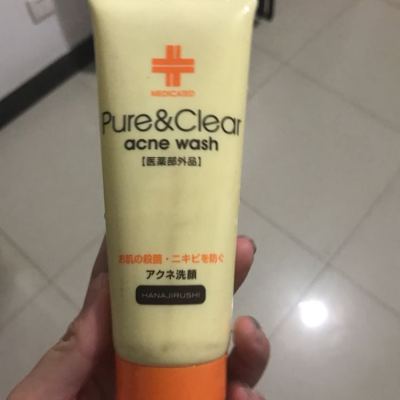 MEDICATED
Pure&Clear
acne wash
【医薬部外品】
お肌の殺菌・ニキビを防ぐ
アクネ洗顔
HANAJIRUSHI